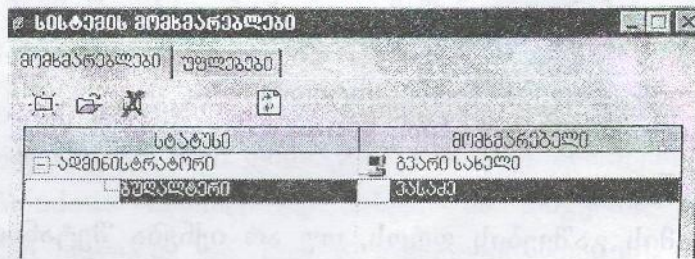 სისტემის მომხმარებლები
მომხმარებლები უფლებები
სტატუსი მომხმარებელი
ადმინისტრატორი გვარი სახელი
ბუღალტერი ვასაძე